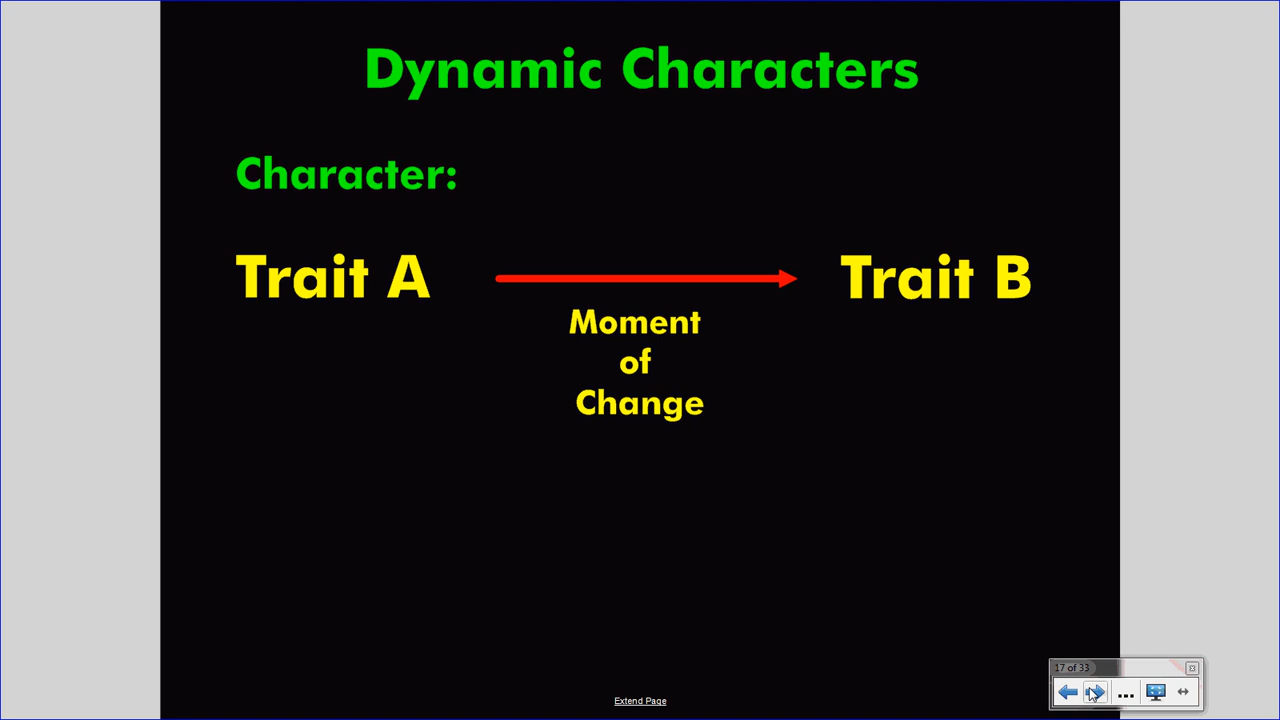 Dynamic Characters
Character:
Trait A
Trait B
Moment
of
Change
17 of 33
...
Extend Page